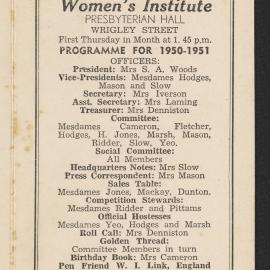 Women's Institute
PRESBYTERIAN HALL
WRIGLEY STREET
First Thursday in Month at 1. 45 p.m.
PROGRAMME FOR 1950-1951
OFFICERS:
President: Mrs S. A. Woods
Vice-Presidents: Mesdames Hodges,
Mason and Slow
Secretary: Mrs Iverson
Asst. Secretary: Mrs Laming
Treasurer: Mrs Denniston
Committee:
Mesdames Cameron, Fletcher,
Hodges, H. Jones, Marsh, Mason,
Ridder, Slow, Yeo.
Social Committee:
All Members
Headquarters Notes: Mrs Slow
Press Correspondent: Mrs Mason
Sales Table:
Mesdames Jones, Mackay, Dunton.
Competition Stewards:
Mesdames Ridder and Pittams
Official Hostesses
Mesdames Yeo, Hodges and Marsh
Roll Call: Mrs Denniston
Golden Thread:
Committee Members in turn
Birthday Book: Mrs Cameron
Pen Friend W. I. Link, England